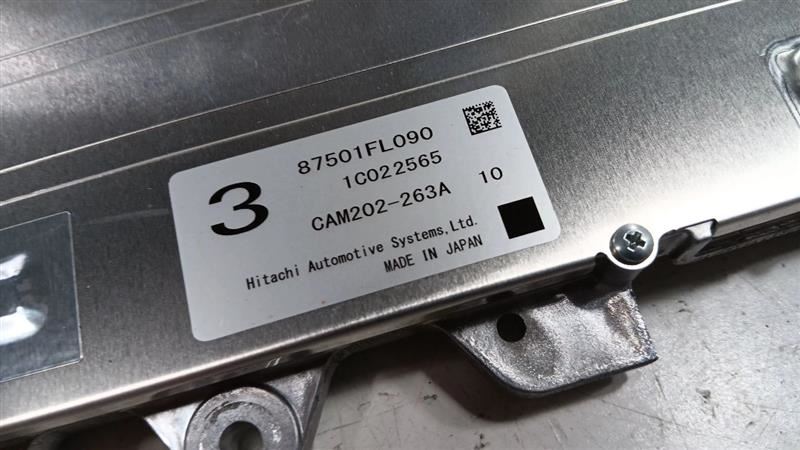 87501FL090
1C022565
3
CAM202-263A 10
Hitachi Automotive Systems,Ltd.
MADE IN JAPAN